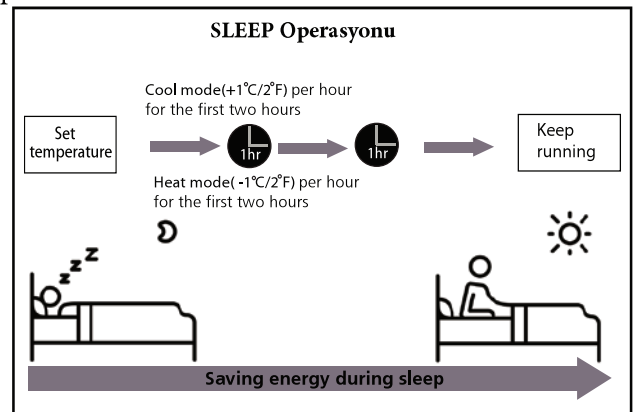 SLEEP Operasyonu
Cool mode(+1°C/2°F) per hour
for the first two hours
Set
temperature
1hr
1hr
Keep
running
Heat mode( -1°C/2°F) per hour
for the first two hours
z z Z
Saving energy during sleep